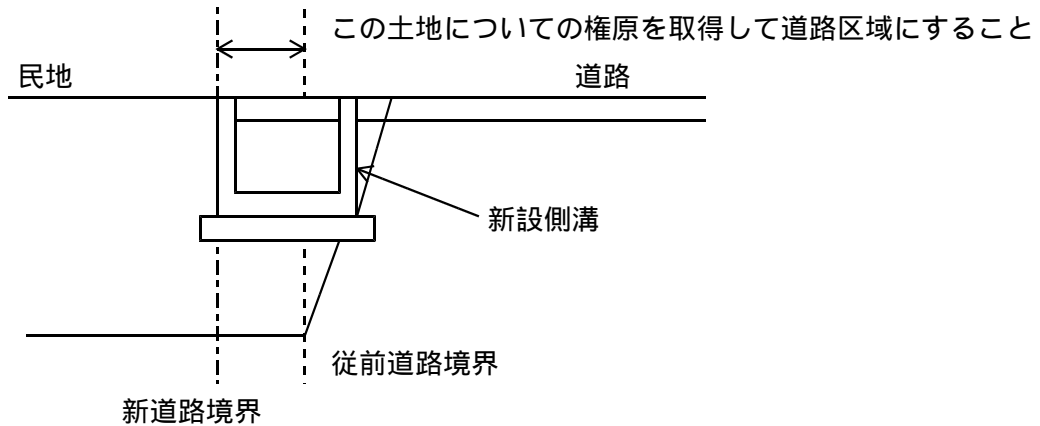 この土地についての権原を取得して道路区域にすること
民地
道路
新設側溝
従前道路境界
新道路境界